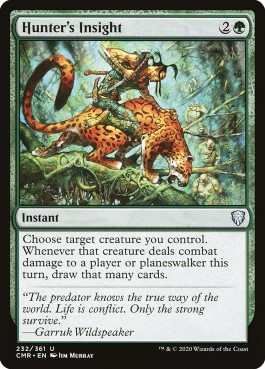 Hunter's Insight 2
Instant
Choose target creature you control.
Whenever that creature deals combat
damage to a player or planeswalker this
turn, draw that many cards.
"The predator knows the true way of the
world. Life is conflict. Only the strong
survive."
—Garruk Wildspeaker
232/361 U
CMR • EN Jim Murray
™ & © 2020 Wizards of the Coast